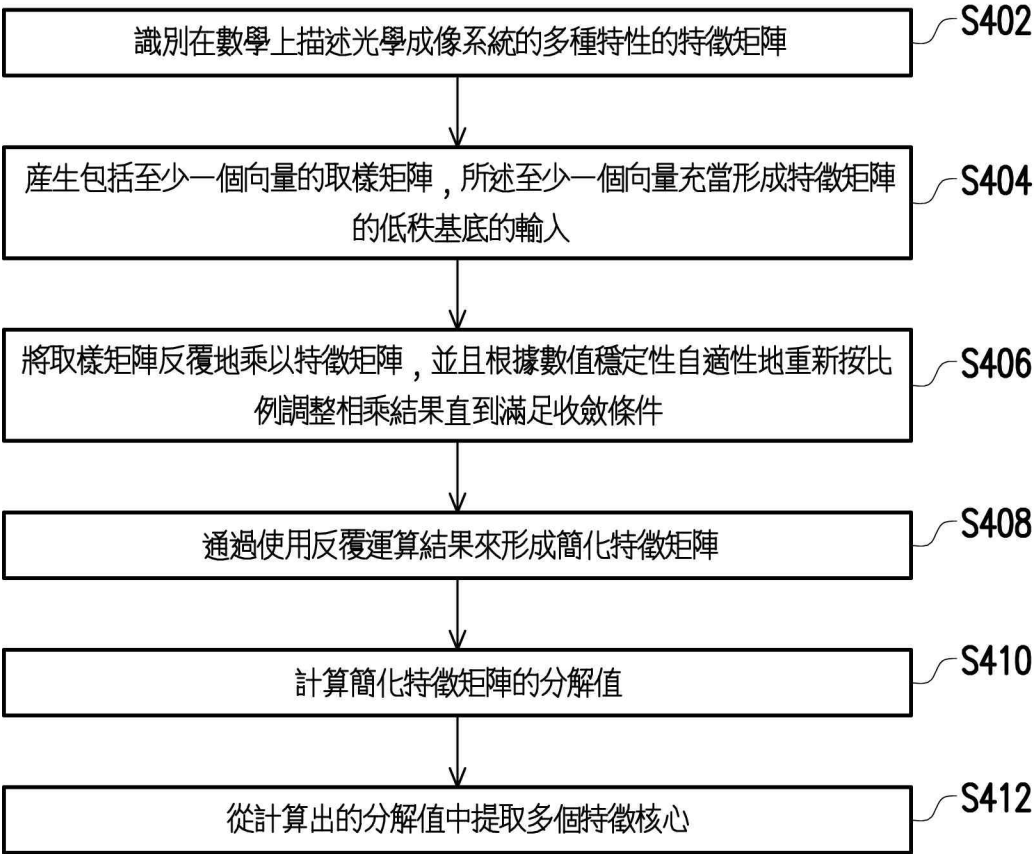 識別在數學上描述光學成像系統的多種特性的特徵矩陣
S402
產生包括至少一個向量的取樣矩陣,所述至少一個向量充當形成特徵矩陣
的低秩基底的輸入
S404
將取樣矩陣反覆地乘以特徵矩陣,並且根據數值穩定性自適性地重新按比
例調整相乘結果直到滿足收斂條件
S406
通過使用反覆運算結果來形成簡化特徵矩陣
S408
計算簡化特徵矩陣的分解值
S410
從計算出的分解值中提取多個特徵核心
S412